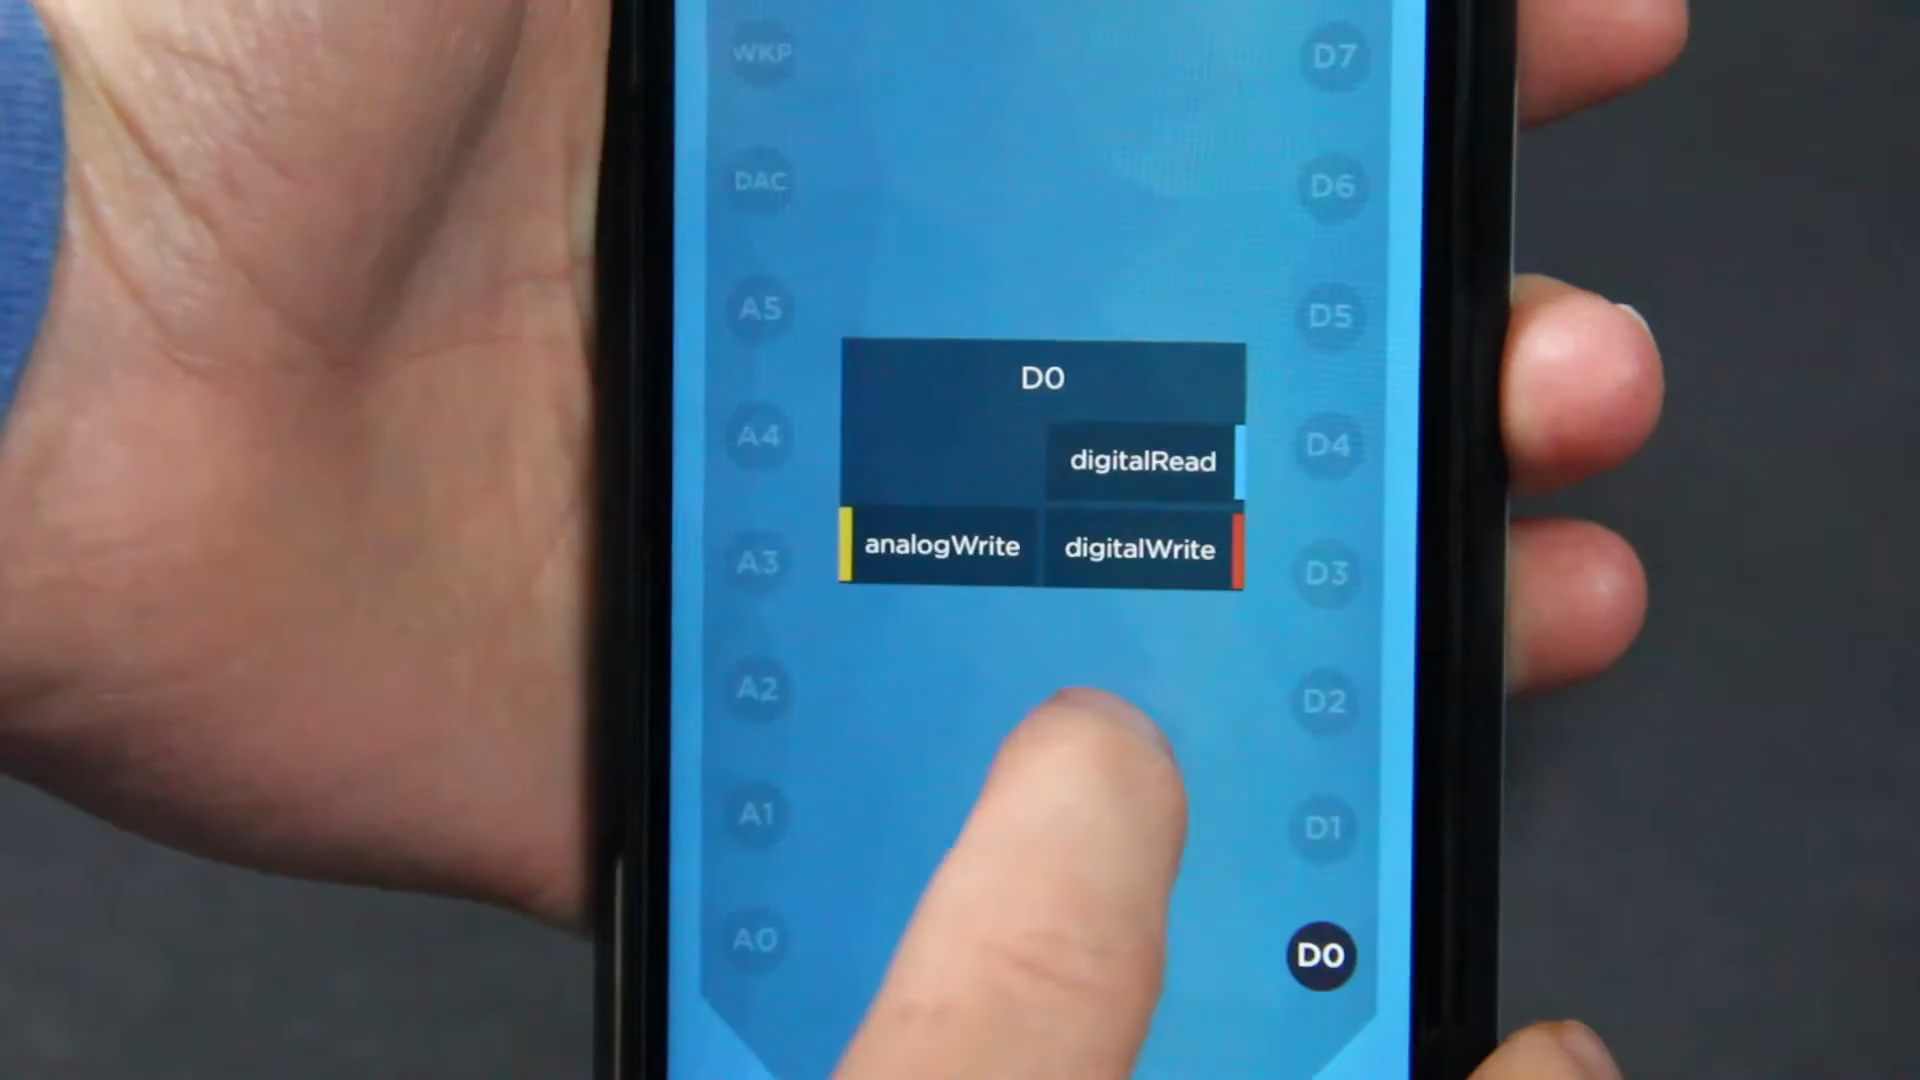 WKP
D7
DAC
D6
A5
D5
D0
A4
digitalRead
D4
analogWrite
digitalWrite
A3
D3
A2
D2
A1
D1
A0
D0